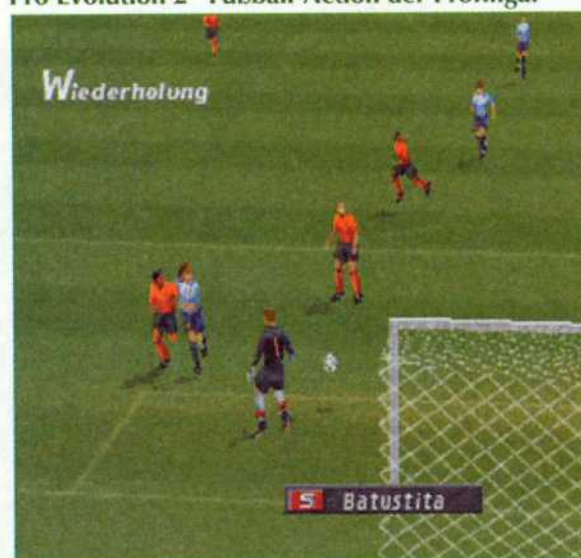 Pro Evolution 2 Fussball-Action der Profiliga.
Wiederholung
S Batustita